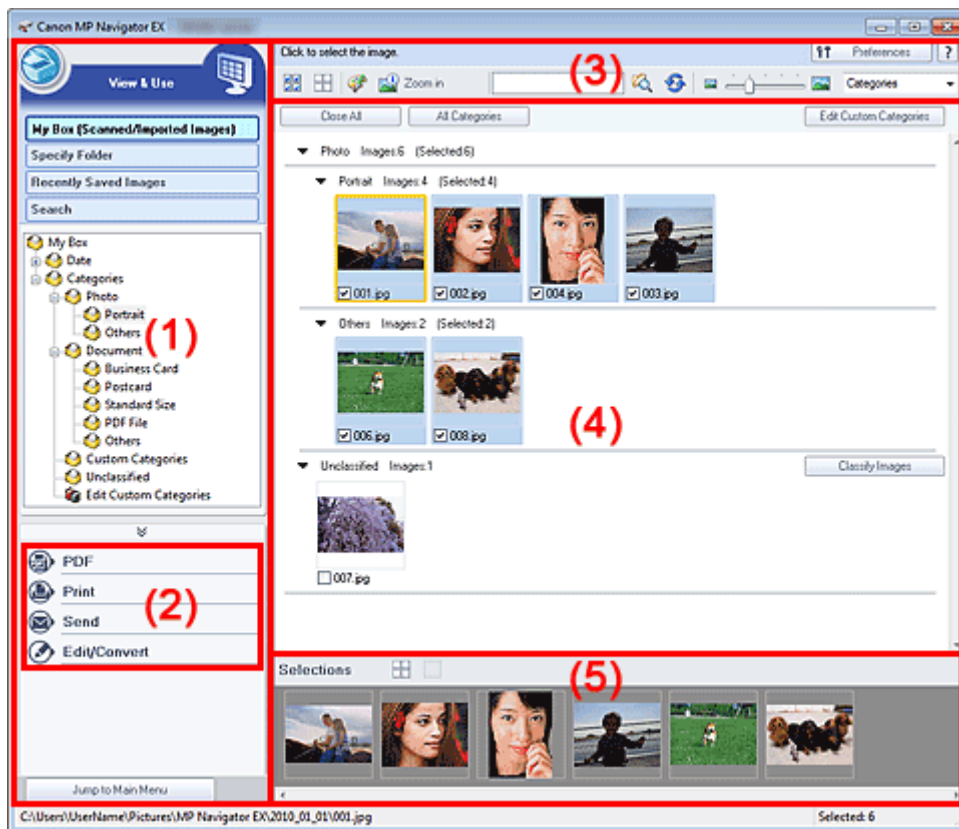 Canon MP Navigator EX
View & Use
My Box (Scanned/Imported Images)
Specify Folder
Recently Saved Images
Search
My Box
Date
Categories
Photo
Portrait
Others
(1)
Document
Business Card
Postcard
Standard Size
PDF File
Others
Custom Categories
Unclassified
Edit Custom Categories
PDF
Print
(2)
Send
Edit/Convert
Jump to Main Menu
Click to select the image.
(3)
Preferences
?
Zoom in
Categories
Close All
All Categories
Edit Custom Categories
Photo Images:6 (Selected:6)
Portrait Images:4 (Selected:4)
001.jpg
002.jpg
004.jpg
003.jpg
Others Images:2 (Selected:2)
006.jpg
008.jpg
(4)
Unclassified Images:1
Classify Images
007.jpg
Selections
(5)
C:\Users\UserName\Pictures\MP Navigator EX\2010_01_01\001.jpg
Selected: 6